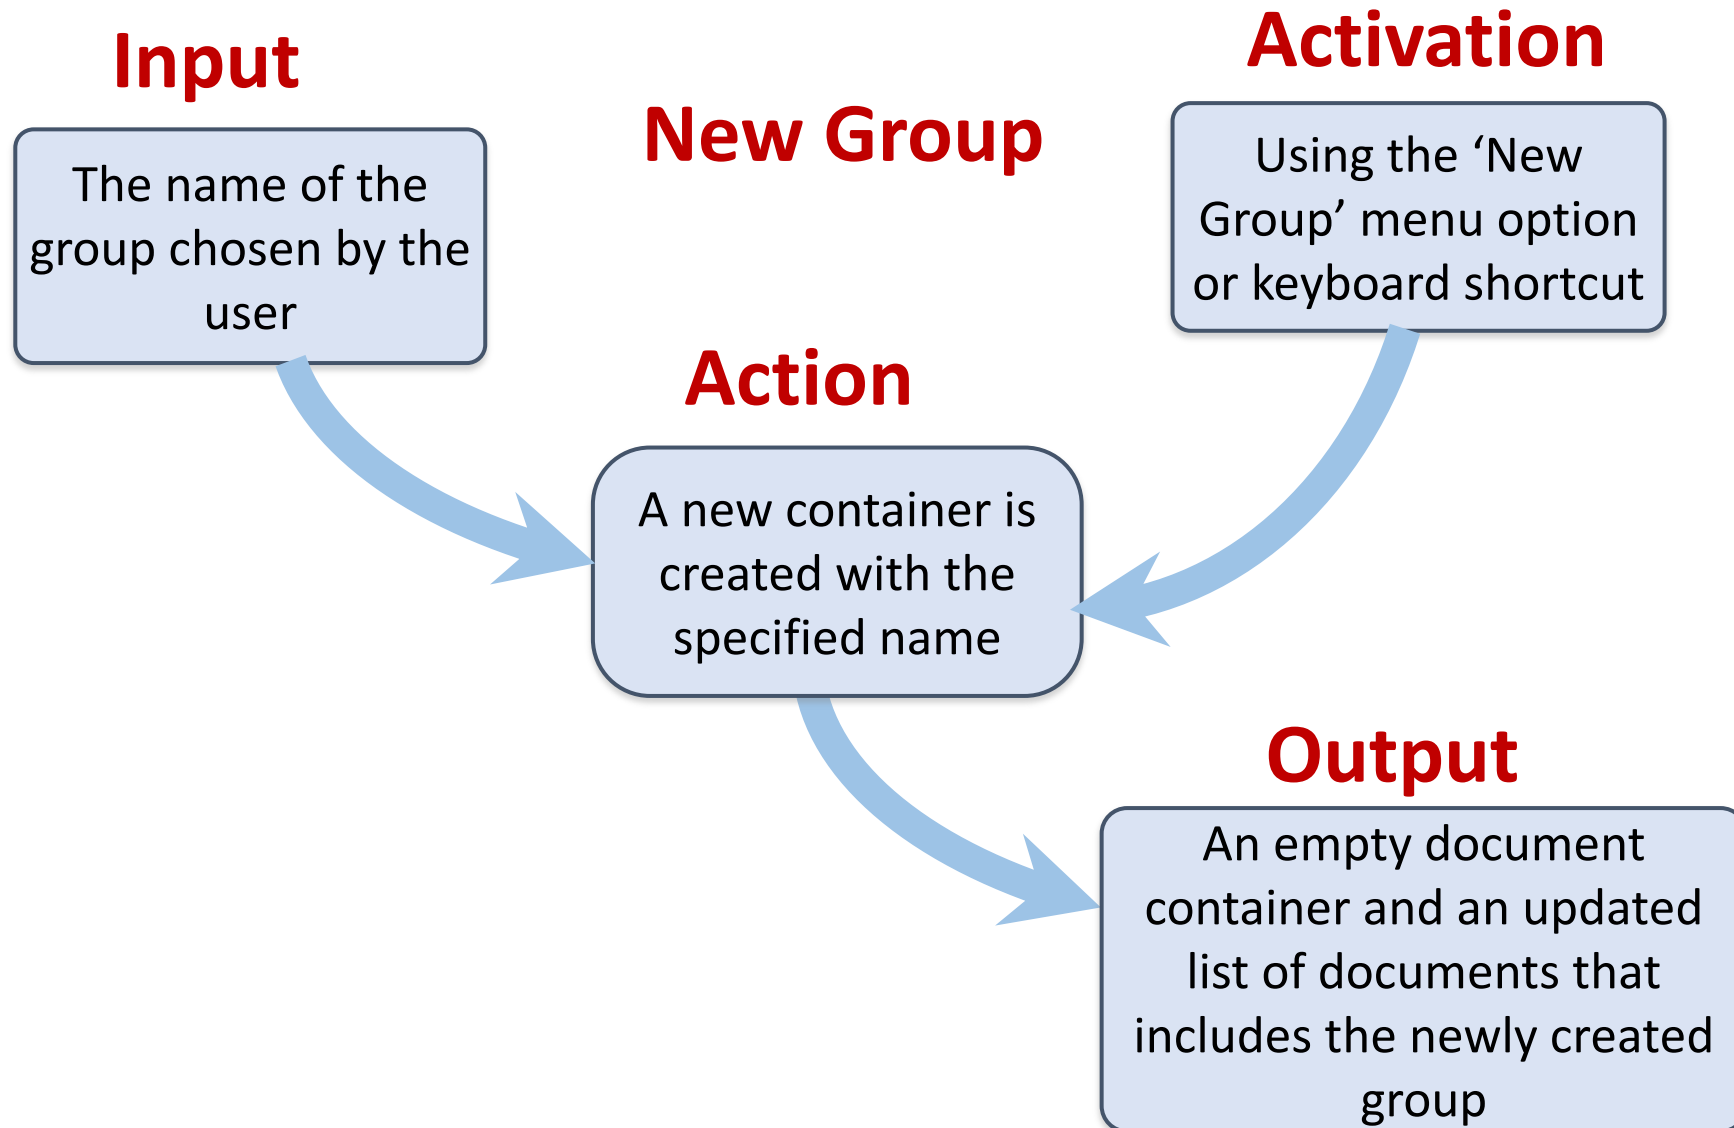 Input
The name of the
group chosen by the
user
New Group
Activation
Using the ‘New
Group’ menu option
or keyboard shortcut
Action
A new container is
created with the
specified name
Output
An empty document
container and an updated
list of documents that
includes the newly created
group